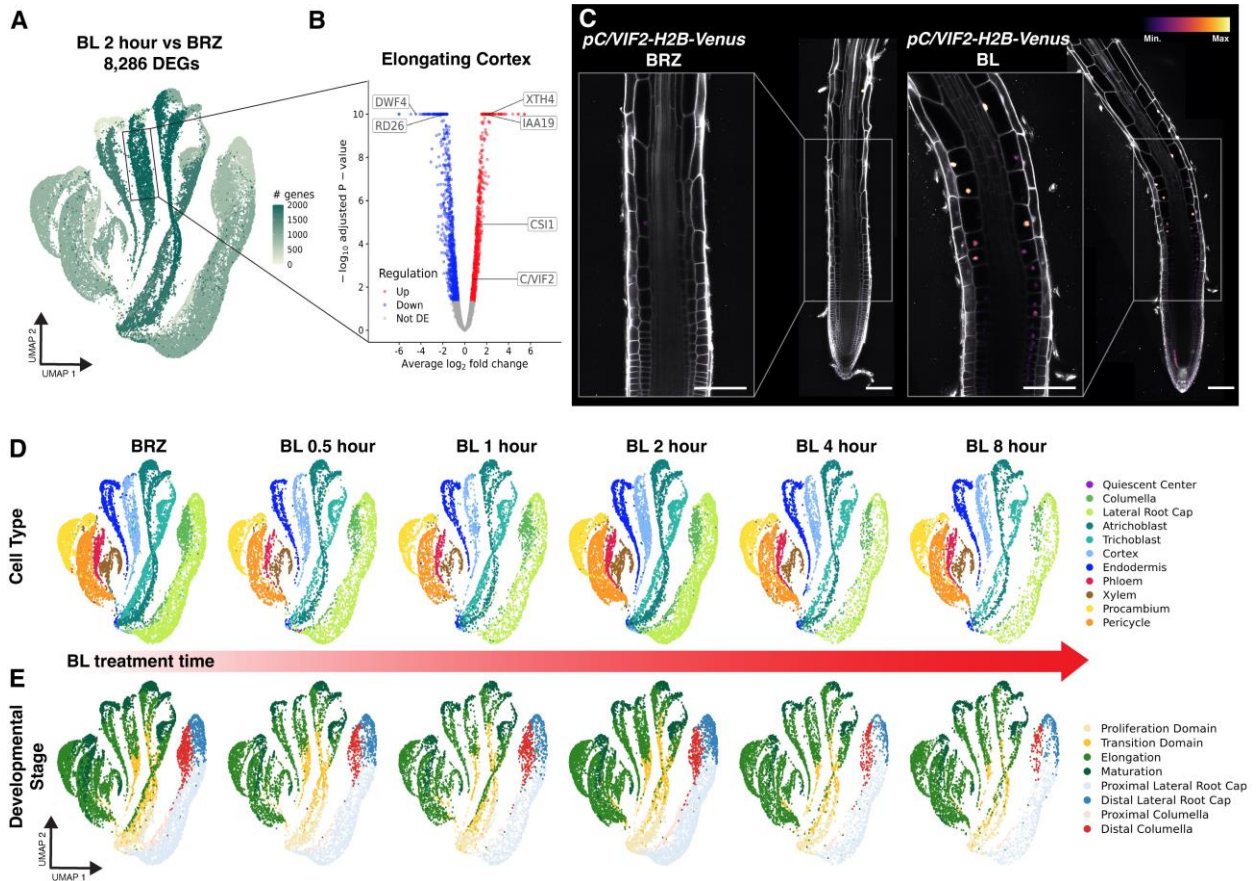 A
BL 2 hour vs BRZ
8,286 DEGs
# genes
2000
1500
1000
500
0
UMAP 2
UMAP 1
B
Elongating Cortex
DWF4
RD26
XTH4
IAA19
CSI1
C/VIF2
10
8
6
4
2
0
− log10 adjusted P − value
Regulation
Up
Down
Not DE
-6 -4 -2 0 2 4 6
Average log2 fold change
C
pC/VIF2-H2B-Venus
BRZ
pC/VIF2-H2B-Venus
BL
Min. Max
D
BRZ BL 0.5 hour BL 1 hour BL 2 hour BL 4 hour BL 8 hour
Cell Type
Quiescent Center
Columella
Lateral Root Cap
Atrichoblast
Trichoblast
Cortex
Endodermis
Phloem
Xylem
Procambium
Pericycle
BL treatment time
E
Developmental
Stage
Proliferation Domain
Transition Domain
Elongation
Maturation
Proximal Lateral Root Cap
Distal Lateral Root Cap
Proximal Columella
Distal Columella
UMAP 2
UMAP 1